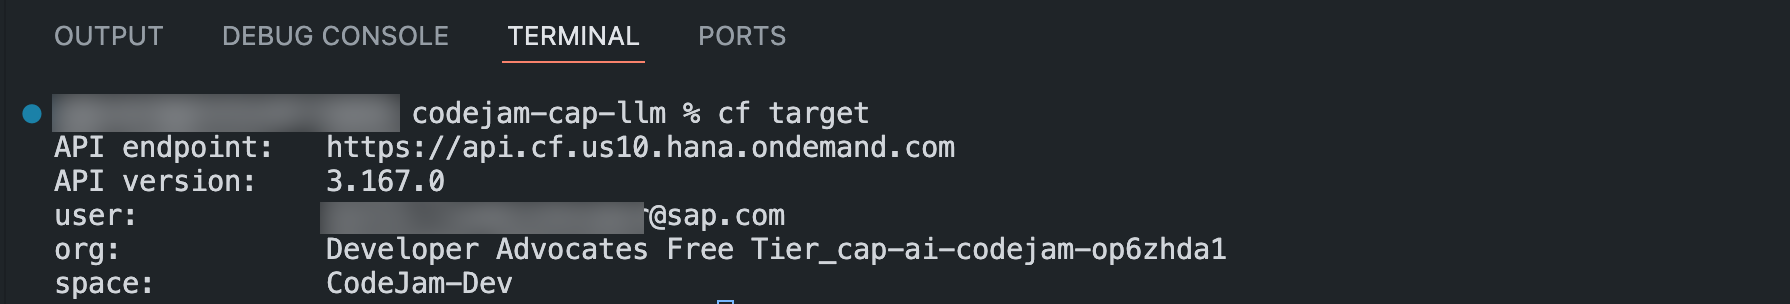 OUTPUT DEBUG CONSOLE TERMINAL PORTS
codejam-cap-llm % cf target
API endpoint: https://api.cf.us10.hana.ondemand.com
API version: 3.167.0
user: @sap.com
org: Developer Advocates Free Tier_cap-ai-codejam-op6zhda1
space: CodeJam-Dev